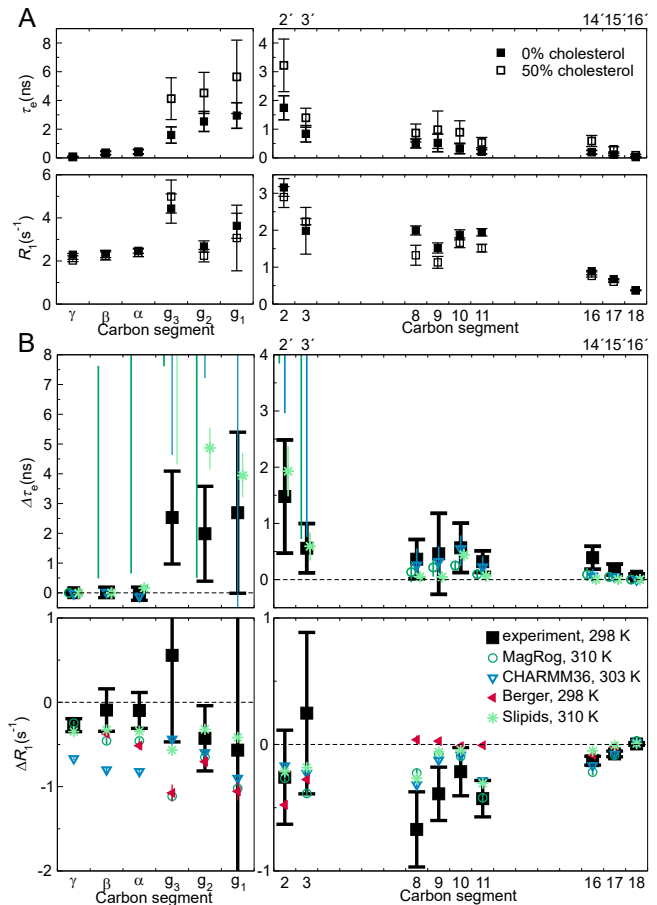 A
2´ 3´ 14´ 15´ 16´
τe(ns)
8
6
4
2
0
5
4
3
2
1
0
0% cholesterol
50% cholesterol
R1(s-1)
6
4
2
0
3
2
1
0
γ β α g3 g2 g1
Carbon segment
2 3 8 9 10 11 16 17 18
Carbon segment
B
2´ 3´ 14´ 15´ 16´
Δτe(ns)
8
7
6
5
4
3
2
1
0
4
3
2
1
0
ΔR1(s-1)
1
0
-1
-2
1
0
-1
experiment, 298 K
MagRog, 310 K
CHARMM36, 303 K
Berger, 298 K
Slipids, 310 K
γ β α g3 g2 g1
Carbon segment
2 3 8 9 10 11 16 17 18
Carbon segment